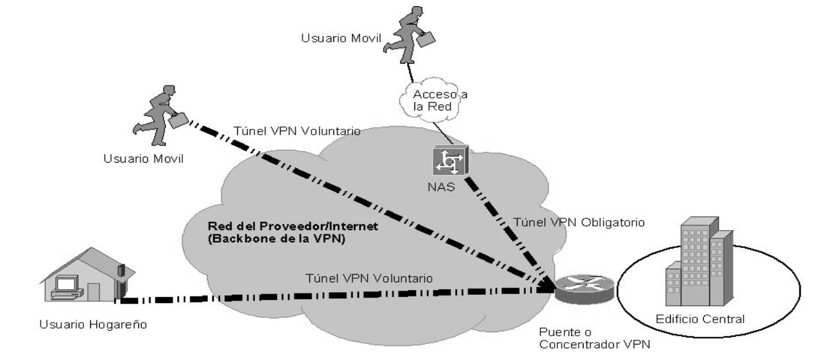 Usuario Movil
Acceso a
la Red
Túnel VPN Voluntario
Usuario Movil
NAS
Red del Proveedor/Internet
(Backbone de la VPN)
Túnel VPN Obligatorio
Túnel VPN Voluntario
Usuario Hogareño
Puente o
Concentrador VPN
Edificio Central